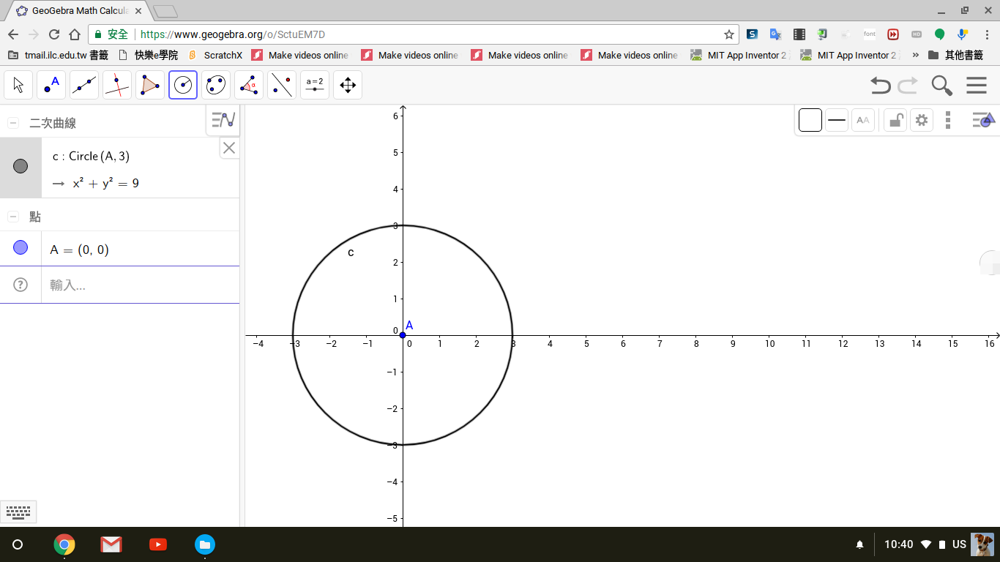 GeoGebra Math Calcula
安全 https://www.geogebra.org/o/SctuEM7D
S font HD
tmail.ilc.edu.tw 書籤 快樂e學院 ScratchX Make videos online Make videos online Make videos online Make videos online MIT App Inventor 2 MIT App Inventor 2 » 其他書籤
A α a=2
二次曲線
AA
c : Circle (A, 3)
→ x² + y² = 9
點
A = (0, 0)
輸入...
6
5
4
3
c
2
1
0
A
−4 −3 −2 −1 0 1 2 3 4 5 6 7 8 9 10 11 12 13 14 15 16
−1
−2
−3
−4
−5
10:40 US